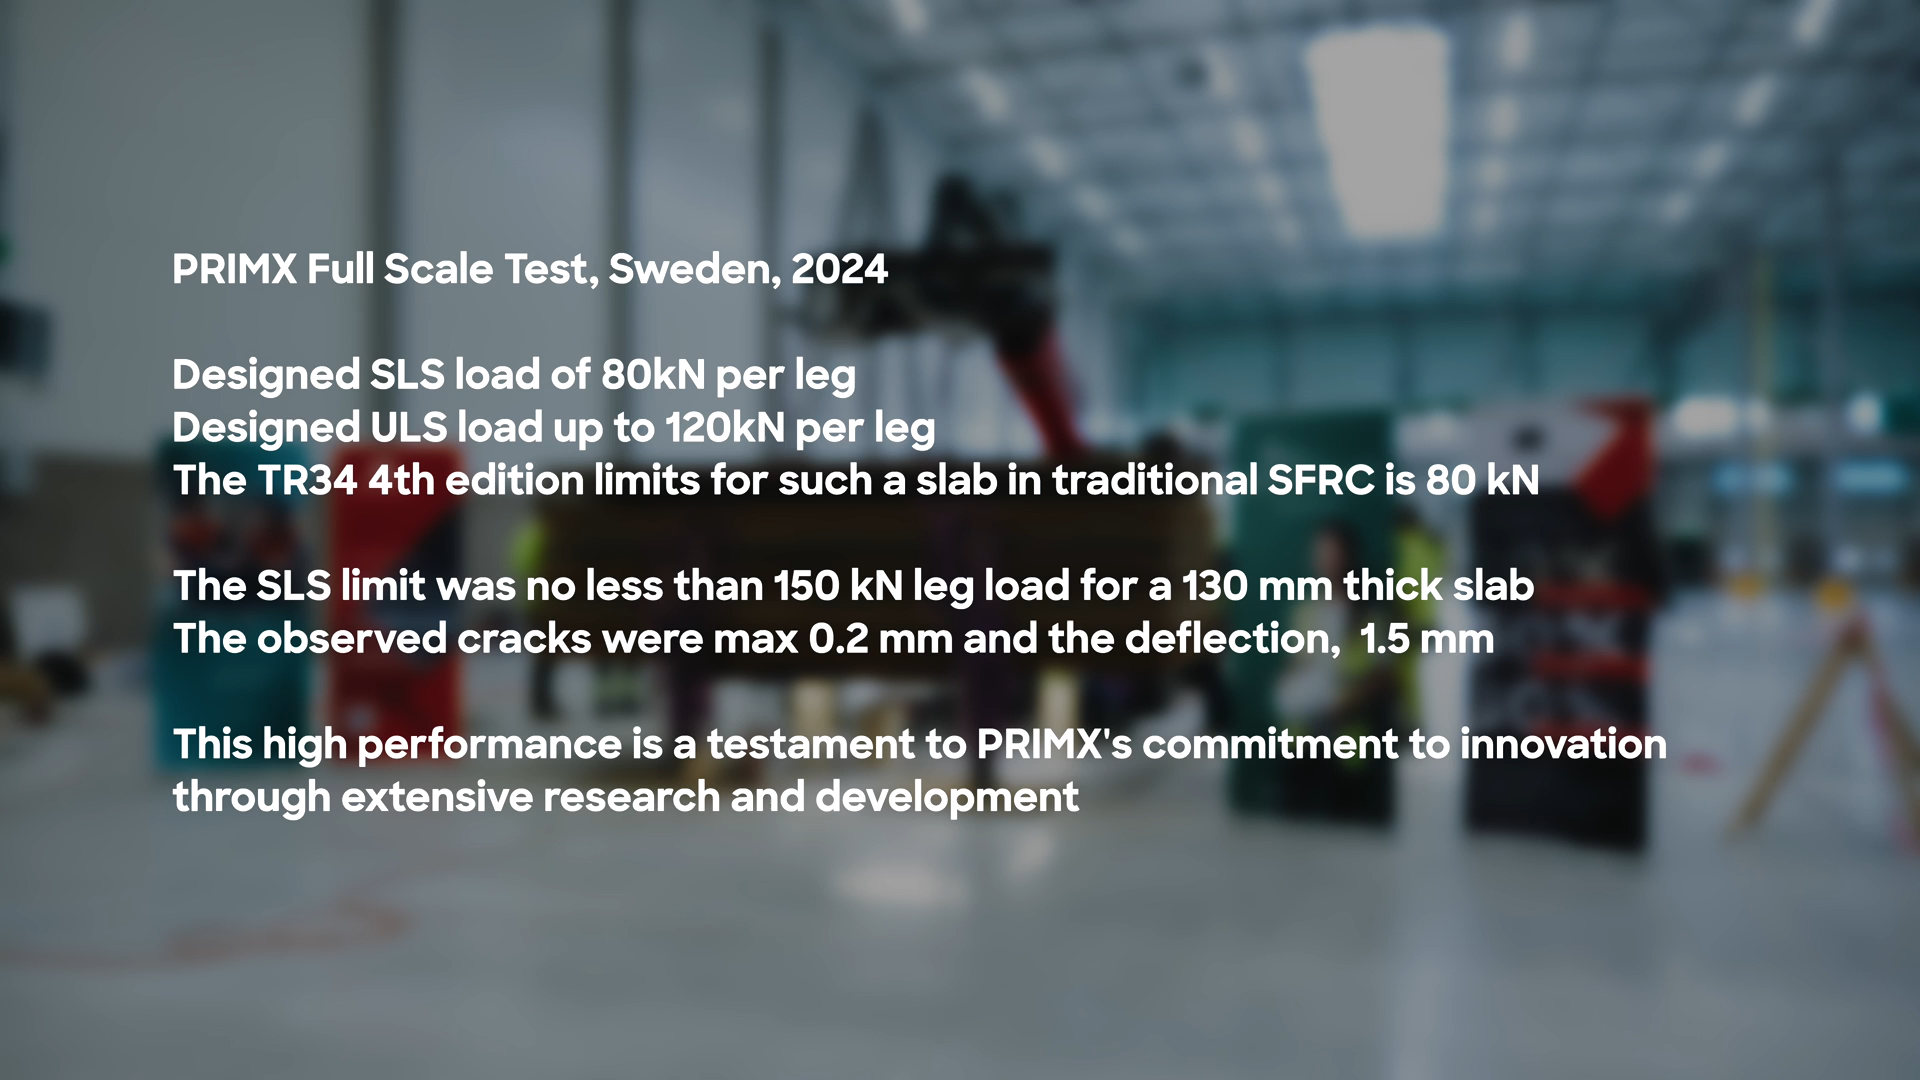 PRIMX Full Scale Test, Sweden, 2024
Designed SLS load of 80kN per leg
Designed ULS load up to 120kN per leg
The TR34 4th edition limits for such a slab in traditional SFRC is 80 kN
The SLS limit was no less than 150 kN leg load for a 130 mm thick slab
The observed cracks were max 0.2 mm and the deflection,  1.5 mm
This high performance is a testament to PRIMX's commitment to innovation
through extensive research and development